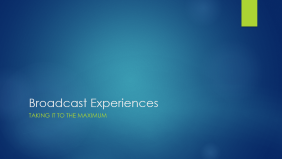 Broadcast Experiences
TAKING IT TO THE MAXIMUM